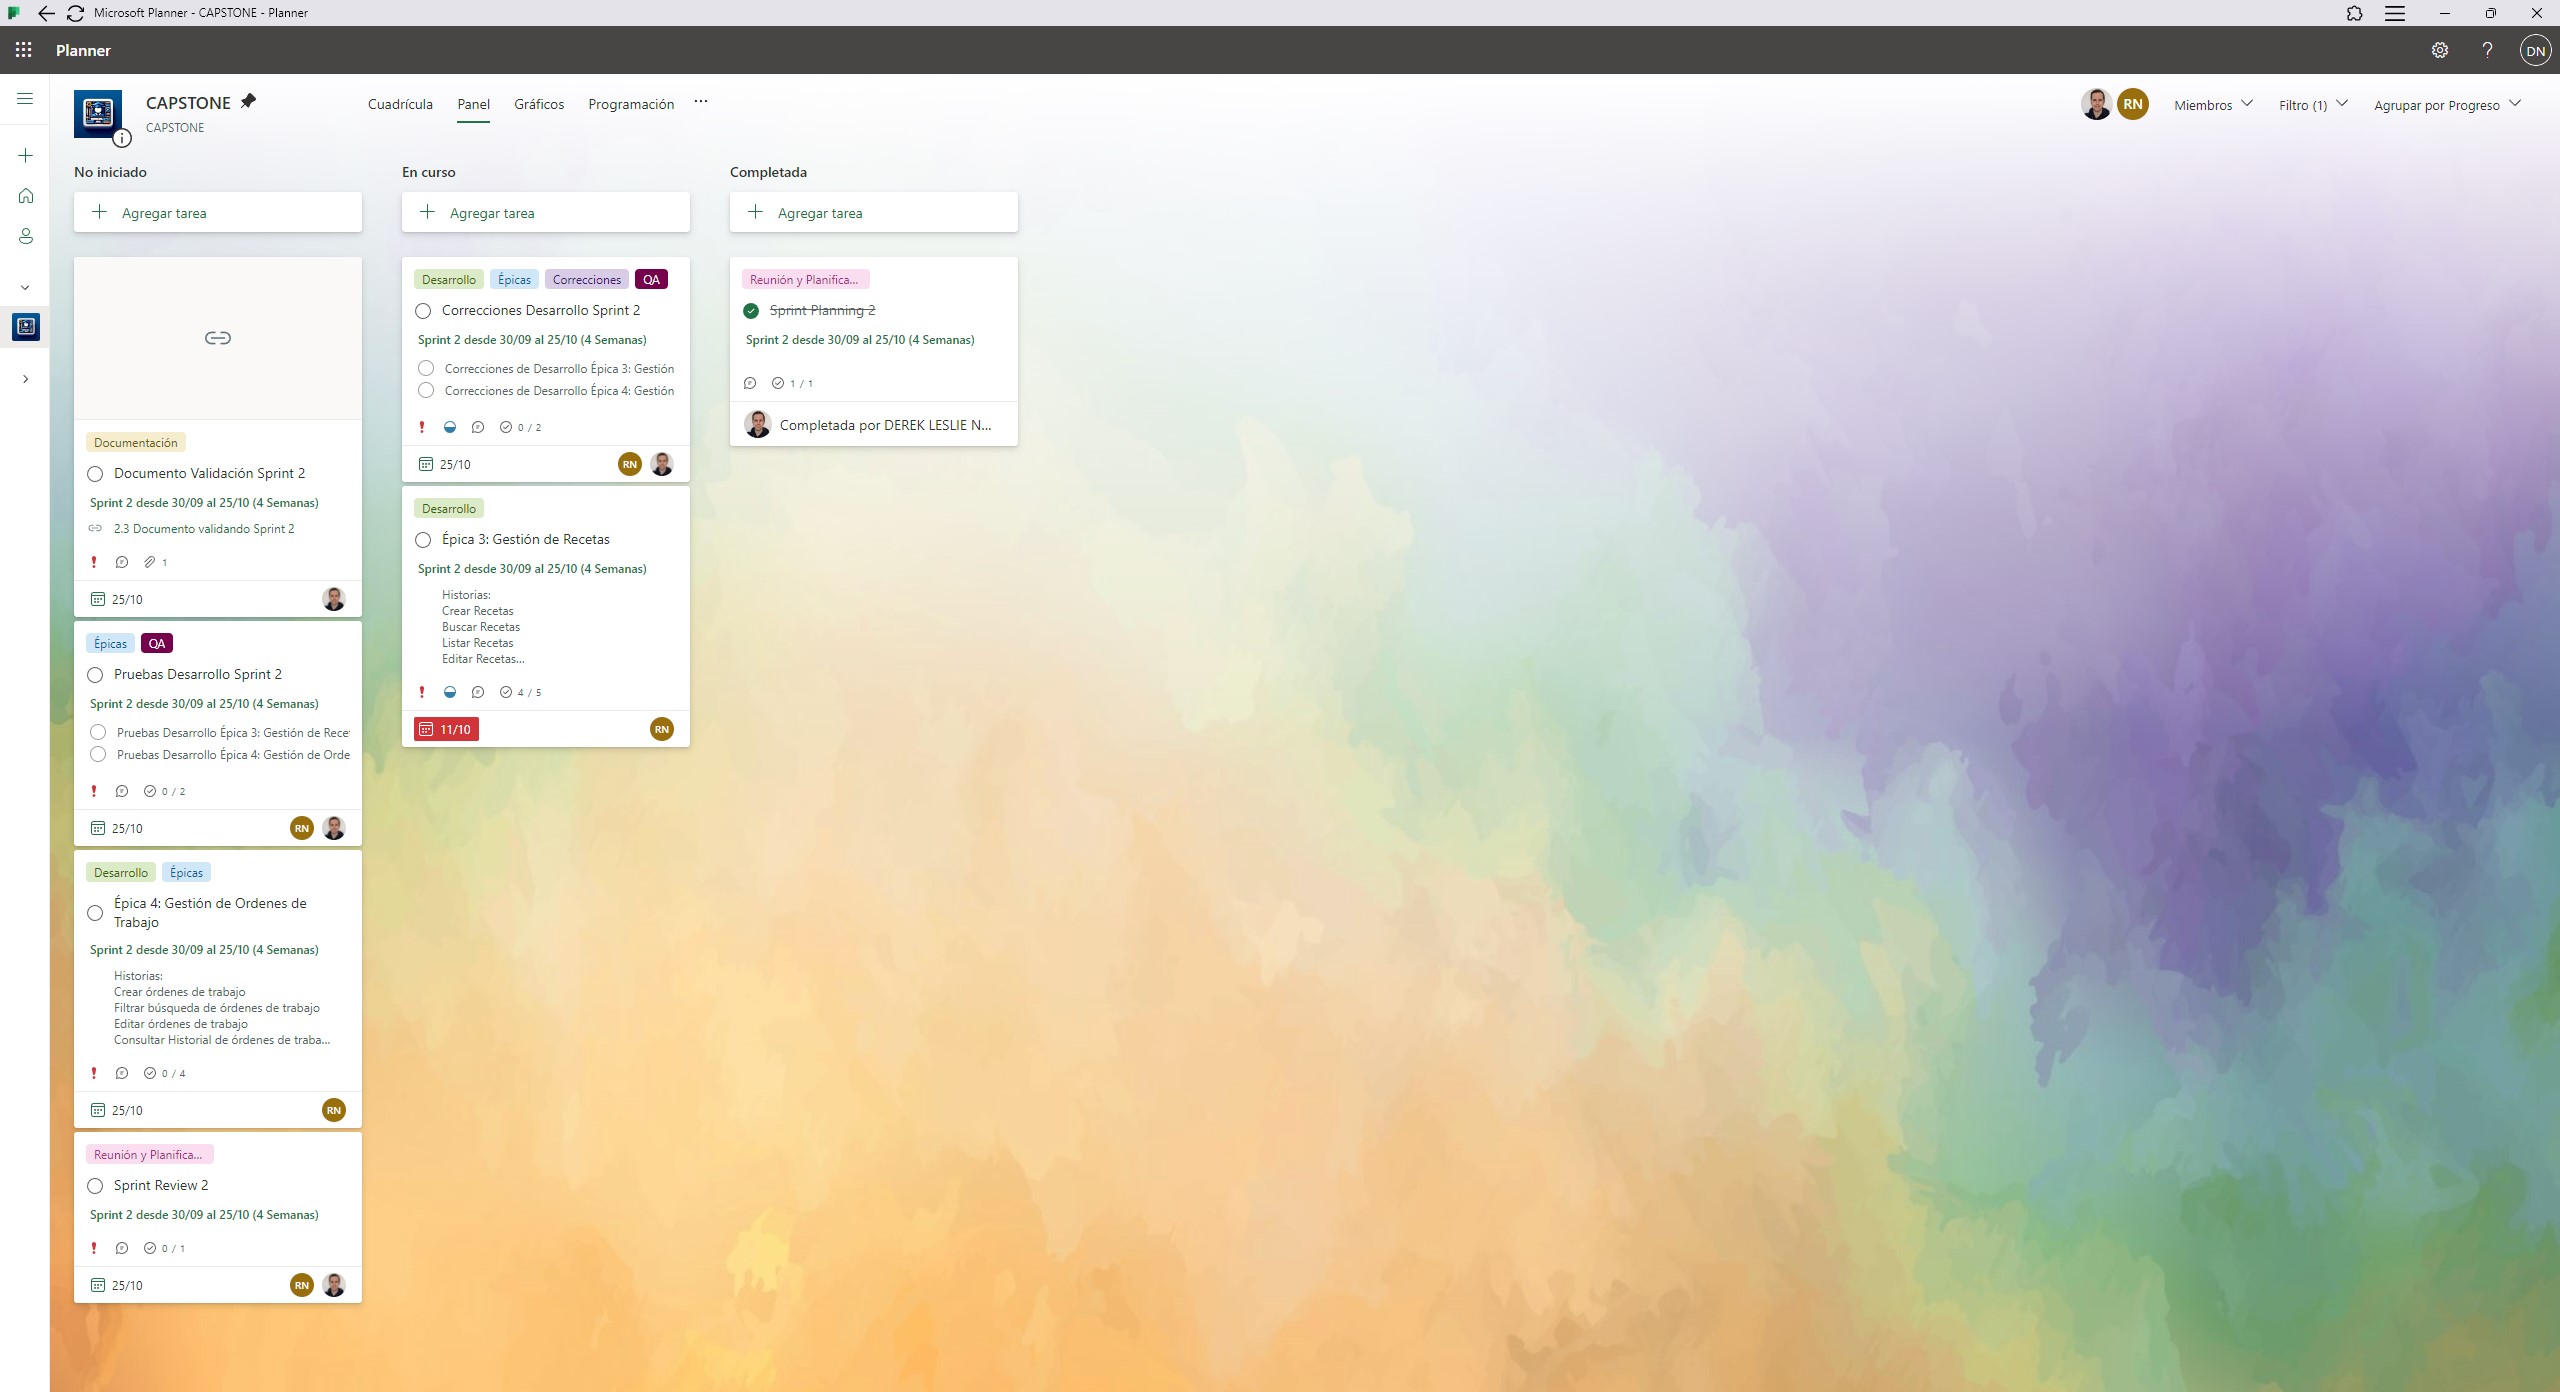 Microsoft Planner - CAPSTONE - Planner
Planner
DN
CAPSTONE
CAPSTONE
Cuadrícula
Panel
Gráficos
Programación
...
RN
Miembros
Filtro (1)
Agrupar por Progreso
No iniciado
Agregar tarea
Documentación
Documento Validación Sprint 2
Sprint 2 desde 30/09 al 25/10 (4 Semanas)
2.3 Documento validando Sprint 2
1
25/10
Épicas QA
Pruebas Desarrollo Sprint 2
Sprint 2 desde 30/09 al 25/10 (4 Semanas)
Pruebas Desarrollo Épica 3: Gestión de Rece
Pruebas Desarrollo Épica 4: Gestión de Orde
0 / 2
25/10 RN
Desarrollo Épicas
Épica 4: Gestión de Ordenes de
Trabajo
Sprint 2 desde 30/09 al 25/10 (4 Semanas)
Historias:
Crear órdenes de trabajo
Filtrar búsqueda de órdenes de trabajo
Editar órdenes de trabajo
Consultar Historial de órdenes de traba...
0 / 4
25/10 RN
Reunión y Planifica...
Sprint Review 2
Sprint 2 desde 30/09 al 25/10 (4 Semanas)
0 / 1
25/10 RN
En curso
Agregar tarea
Desarrollo Épicas Correcciones QA
Correcciones Desarrollo Sprint 2
Sprint 2 desde 30/09 al 25/10 (4 Semanas)
Correcciones de Desarrollo Épica 3: Gestión
Correcciones de Desarrollo Épica 4: Gestión
0 / 2
25/10 RN
Desarrollo
Épica 3: Gestión de Recetas
Sprint 2 desde 30/09 al 25/10 (4 Semanas)
Historias:
Crear Recetas
Buscar Recetas
Listar Recetas
Editar Recetas...
4 / 5
11/10 RN
Completada
Agregar tarea
Reunión y Planifica...
Sprint Planning 2
Sprint 2 desde 30/09 al 25/10 (4 Semanas)
1 / 1
Completada por DEREK LESLIE N...